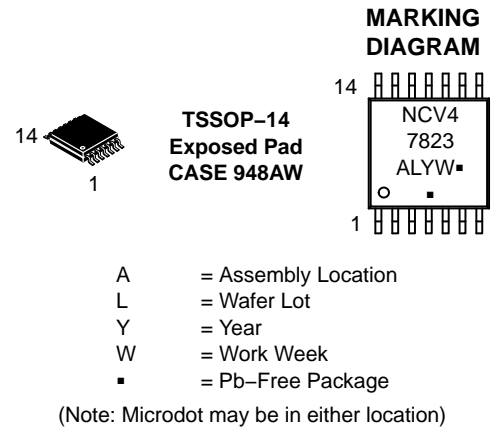 MARKING
DIAGRAM
14
1
TSSOP−14
Exposed Pad
CASE 948AW
14
NCV4
7823
ALYW▪
▪
1
A = Assembly Location
L = Wafer Lot
Y = Year
W = Work Week
▪ = Pb−Free Package
(Note: Microdot may be in either location)